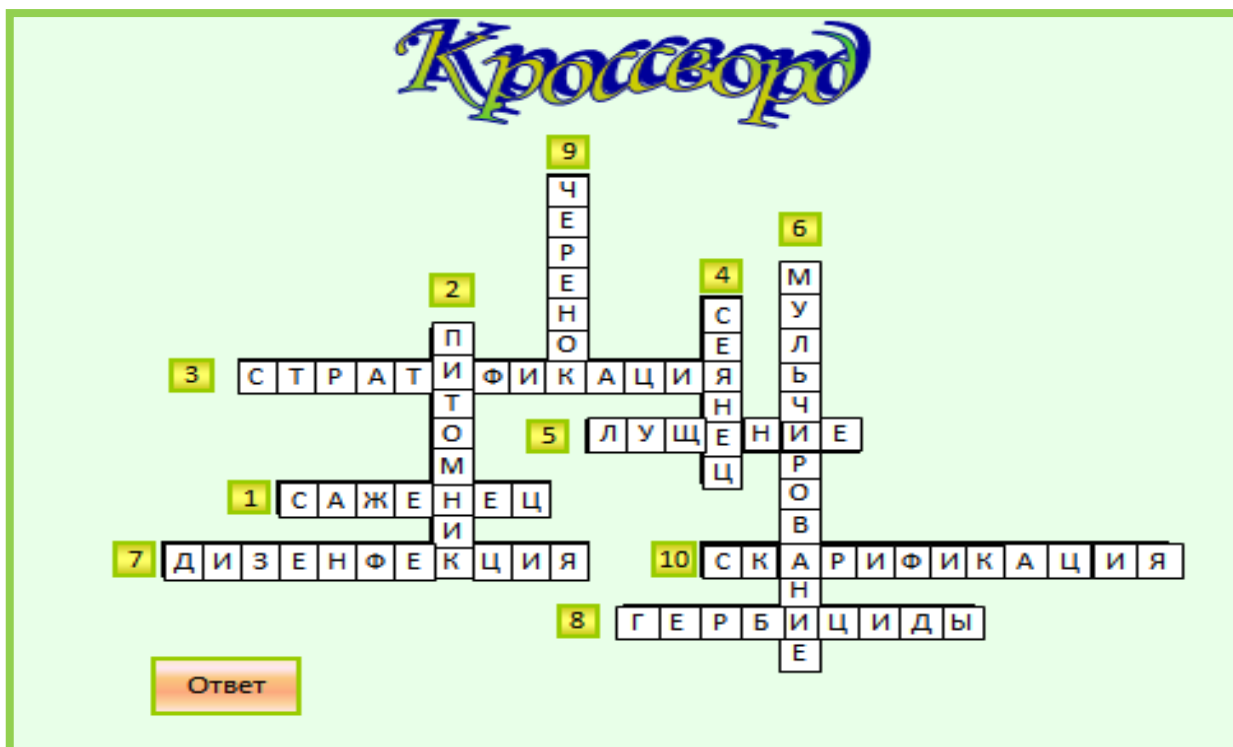 Кроссворд
9
ЧЕРЕНОК
6
МУЛЬЧИРОВАНИЕ
4
СЕЯНЕЦ
2
ПИТОМНИК
3
СТРАТИФИКАЦИЯ
5
ЛУЩЕНИЕ
1
САЖЕНЕЦ
7
ДИЗЕНФЕКЦИЯ
10
СКАРИФИКАЦИЯ
8
ГЕРБИЦИДЫ
Ответ